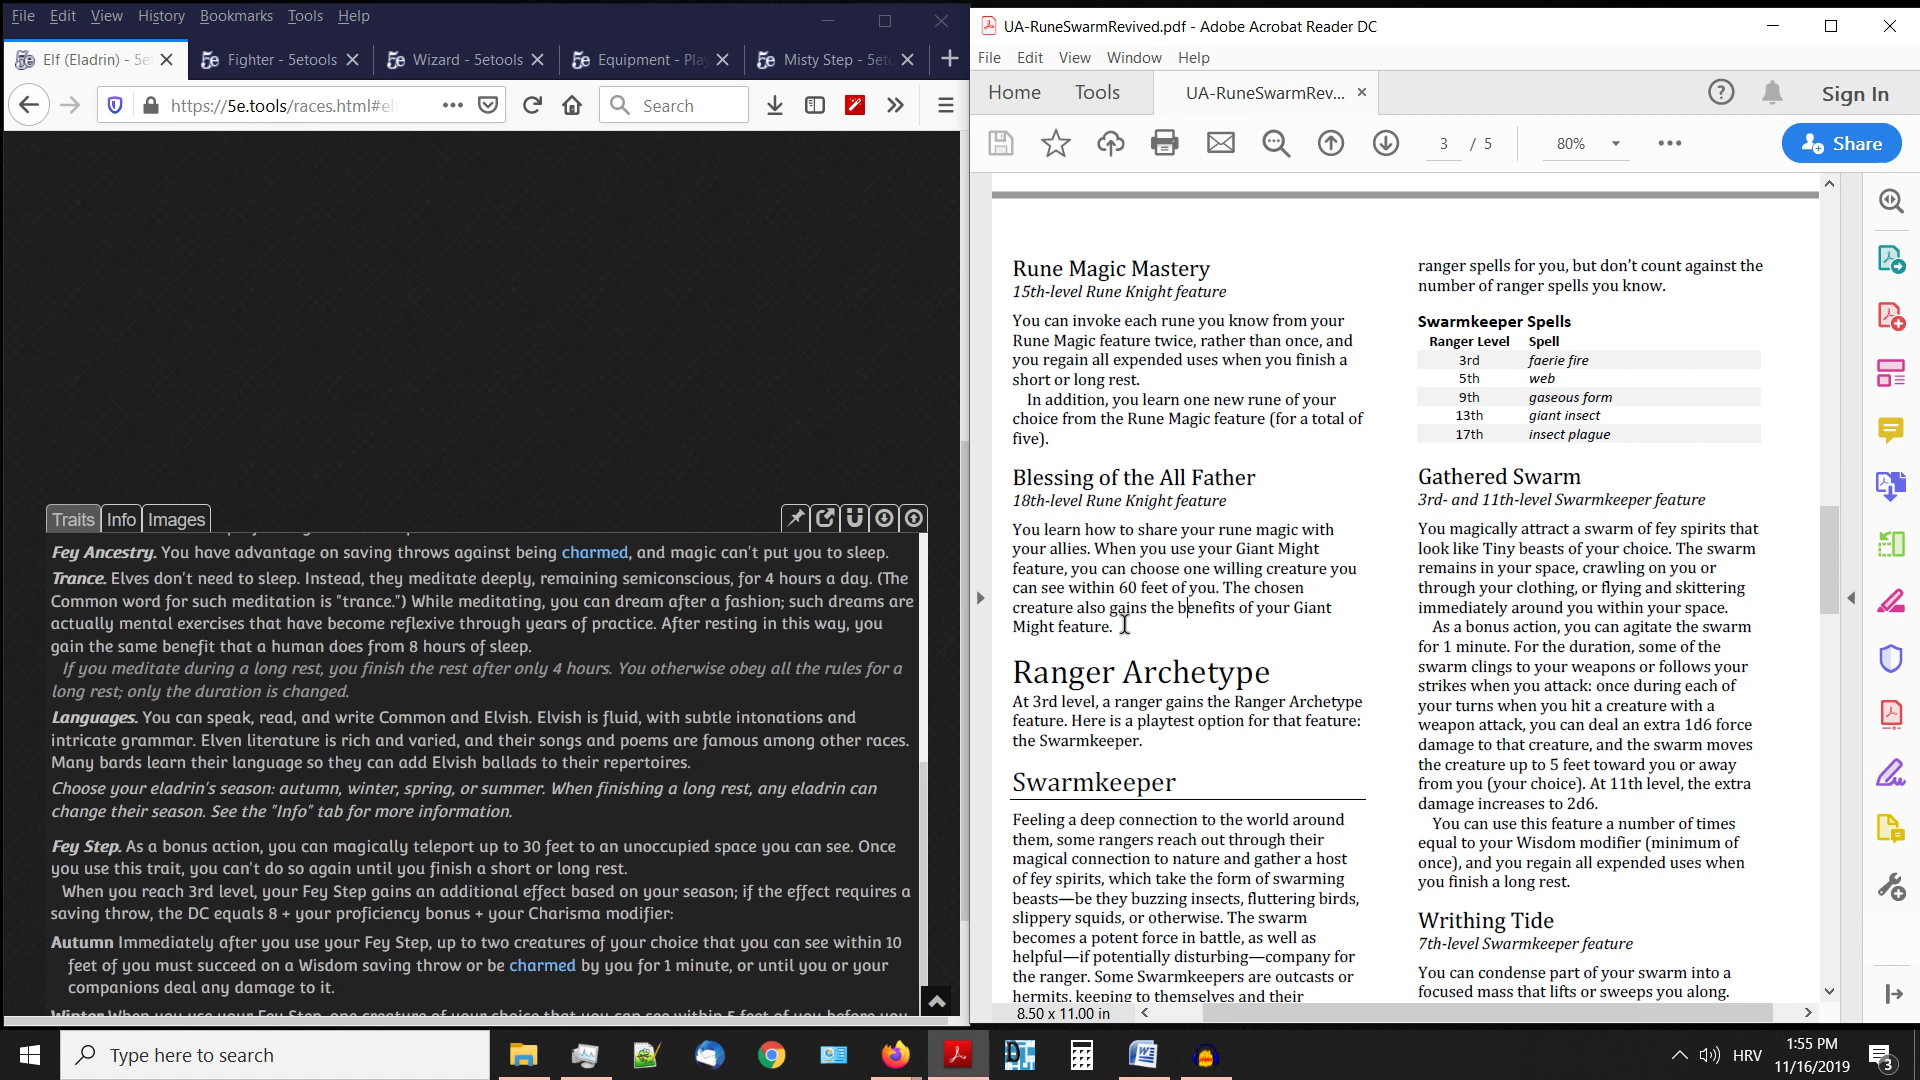 File Edit View History Bookmarks Tools Help
Elf (Eladrin) - 5e
Fighter - 5etools
Wizard - 5etools
Equipment - Pla
Misty Step - 5eto
https://5e.tools/races.html#el
Search
Traits Info Images
Fey Ancestry. You have advantage on saving throws against being charmed, and magic can't put you to sleep.
Trance. Elves don't need to sleep. Instead, they meditate deeply, remaining semiconscious, for 4 hours a day. (The
Common word for such meditation is "trance.") While meditating, you can dream after a fashion; such dreams are
actually mental exercises that have become reflexive through years of practice. After resting in this way, you
gain the same benefit that a human does from 8 hours of sleep.
If you meditate during a long rest, you finish the rest after only 4 hours. You otherwise obey all the rules for a
long rest; only the duration is changed.
Languages. You can speak, read, and write Common and Elvish. Elvish is fluid, with subtle intonations and
intricate grammar. Elven literature is rich and varied, and their songs and poems are famous among other races.
Many bards learn their language so they can add Elvish ballads to their repertoires.
Choose your eladrin's season: autumn, winter, spring, or summer. When finishing a long rest, any eladrin can
change their season. See the "Info" tab for more information.
Fey Step. As a bonus action, you can magically teleport up to 30 feet to an unoccupied space you can see. Once
you use this trait, you can't do so again until you finish a short or long rest.
When you reach 3rd level, your Fey Step gains an additional effect based on your season; if the effect requires a
saving throw, the DC equals 8 + your proficiency bonus + your Charisma modifier:
Autumn Immediately after you use your Fey Step, up to two creatures of your choice that you can see within 10
feet of you must succeed on a Wisdom saving throw or be charmed by you for 1 minute, or until you or your
companions deal any damage to it.
Winter When you use your Fey Step, one creature of your choice that you can see within 5 feet of you before you
UA-RuneSwarmRevived.pdf - Adobe Acrobat Reader DC
File Edit View Window Help
Home Tools UA-RuneSwarmRev... Sign In
3 / 5 80% Share
Rune Magic Mastery
15th-level Rune Knight feature
You can invoke each rune you know from your
Rune Magic feature twice, rather than once, and
you regain all expended uses when you finish a
short or long rest.
In addition, you learn one new rune of your
choice from the Rune Magic feature (for a total of
five).
Blessing of the All Father
18th-level Rune Knight feature
You learn how to share your rune magic with
your allies. When you use your Giant Might
feature, you can choose one willing creature you
can see within 60 feet of you. The chosen
creature also gains the benefits of your Giant
Might feature.
Ranger Archetype
At 3rd level, a ranger gains the Ranger Archetype
feature. Here is a playtest option for that feature:
the Swarmkeeper.
Swarmkeeper
Feeling a deep connection to the world around
them, some rangers reach out through their
magical connection to nature and gather a host
of fey spirits, which take the form of swarming
beasts—be they buzzing insects, fluttering birds,
slippery squids, or otherwise. The swarm
becomes a potent force in battle, as well as
helpful—if potentially disturbing—company for
the ranger. Some Swarmkeepers are outcasts or
hermits, keeping to themselves and their
ranger spells for you, but don't count against the
number of ranger spells you know.
Swarmkeeper Spells
Ranger Level Spell
3rd faerie fire
5th web
9th gaseous form
13th giant insect
17th insect plague
Gathered Swarm
3rd- and 11th-level Swarmkeeper feature
You magically attract a swarm of fey spirits that
look like Tiny beasts of your choice. The swarm
remains in your space, crawling on you or
through your clothing, or flying and skittering
immediately around you within your space.
As a bonus action, you can agitate the swarm
for 1 minute. For the duration, some of the
swarm clings to your weapons or follows your
strikes when you attack: once during each of
your turns when you hit a creature with a
weapon attack, you can deal an extra 1d6 force
damage to that creature, and the swarm moves
the creature up to 5 feet toward you or away
from you (your choice). At 11th level, the extra
damage increases to 2d6.
You can use this feature a number of times
equal to your Wisdom modifier (minimum of
once), and you regain all expended uses when
you finish a long rest.
Writhing Tide
7th-level Swarmkeeper feature
You can condense part of your swarm into a
focused mass that lifts or sweeps you along.
8.50 x 11.00 in
Type here to search
HRV
1:55 PM
11/16/2019
3